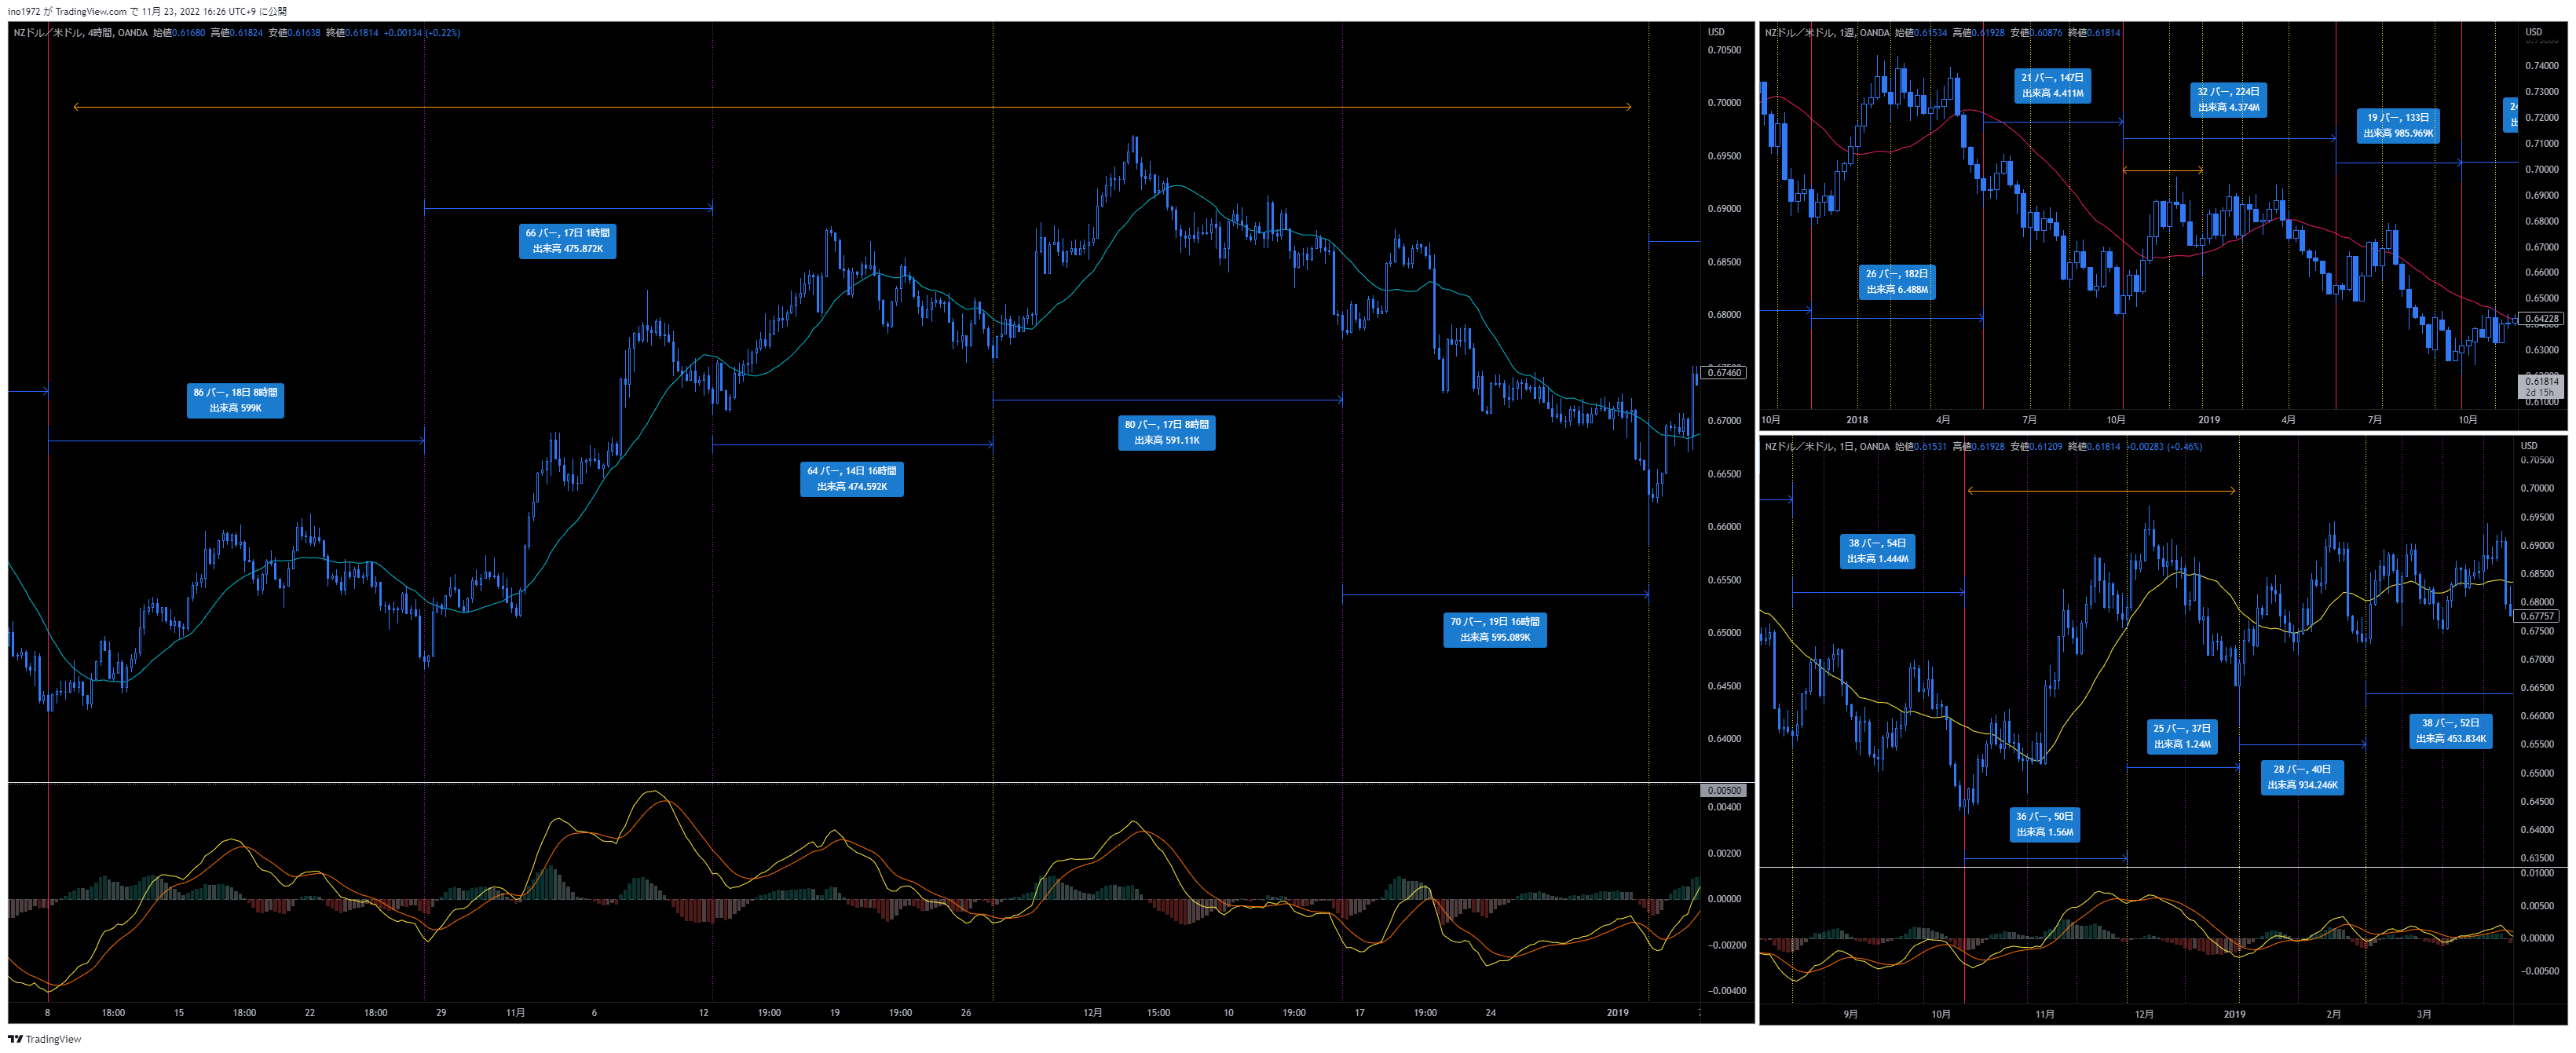 ino1972 が TradingView.com で 11月 23, 2022 16:26 UTC+9 に公開
NZドル／米ドル, 4時間, OANDA 始値0.61680 高値0.61824 安値0.61638 終値0.61814 +0.00134 (+0.22%)
USD
0.70500
0.70000
0.69500
0.69000
0.68500
0.68000
0.67460
0.67000
0.66500
0.66000
0.65500
0.65000
0.64500
0.64000
86 バー, 18日 8時間
出来高 599K
66 バー, 17日 1時間
出来高 475.872K
64 バー, 14日 16時間
出来高 474.592K
80 バー, 17日 8時間
出来高 591.11K
70 バー, 19日 16時間
出来高 595.089K
0.00500
0.00400
0.00200
0.00000
−0.00200
−0.00400
8
18:00
15
18:00
22
18:00
29
11月
6
12
19:00
19
19:00
26
12月
15:00
10
19:00
17
19:00
24
2019
NZドル／米ドル, 1週, OANDA 始値0.61534 高値0.61928 安値0.60876 終値0.61814
USD
0.74000
0.73000
0.72000
0.71000
0.70000
0.69000
0.68000
0.67000
0.66000
0.65000
0.64228
0.63000
0.61814
2d 15h
0.61000
26 バー, 182日
出来高 6.488M
21 バー, 147日
出来高 4.411M
32 バー, 224日
出来高 4.374M
19 バー, 133日
出来高 985.969K
10月
2018
4月
7月
10月
2019
4月
7月
10月
NZドル／米ドル, 1日, OANDA 始値0.61531 高値0.61928 安値0.61209 終値0.61814 +0.00283 (+0.46%)
USD
0.70500
0.70000
0.69500
0.69000
0.68500
0.68000
0.67757
0.67500
0.67000
0.66500
0.66000
0.65500
0.65000
0.64500
0.64000
0.63500
38 バー, 54日
出来高 1.444M
36 バー, 50日
出来高 1.56M
25 バー, 37日
出来高 1.24M
28 バー, 40日
出来高 934.246K
38 バー, 52日
出来高 453.834K
0.01000
0.00500
0.00000
−0.00500
9月
10月
11月
12月
2019
2月
3月
TradingView